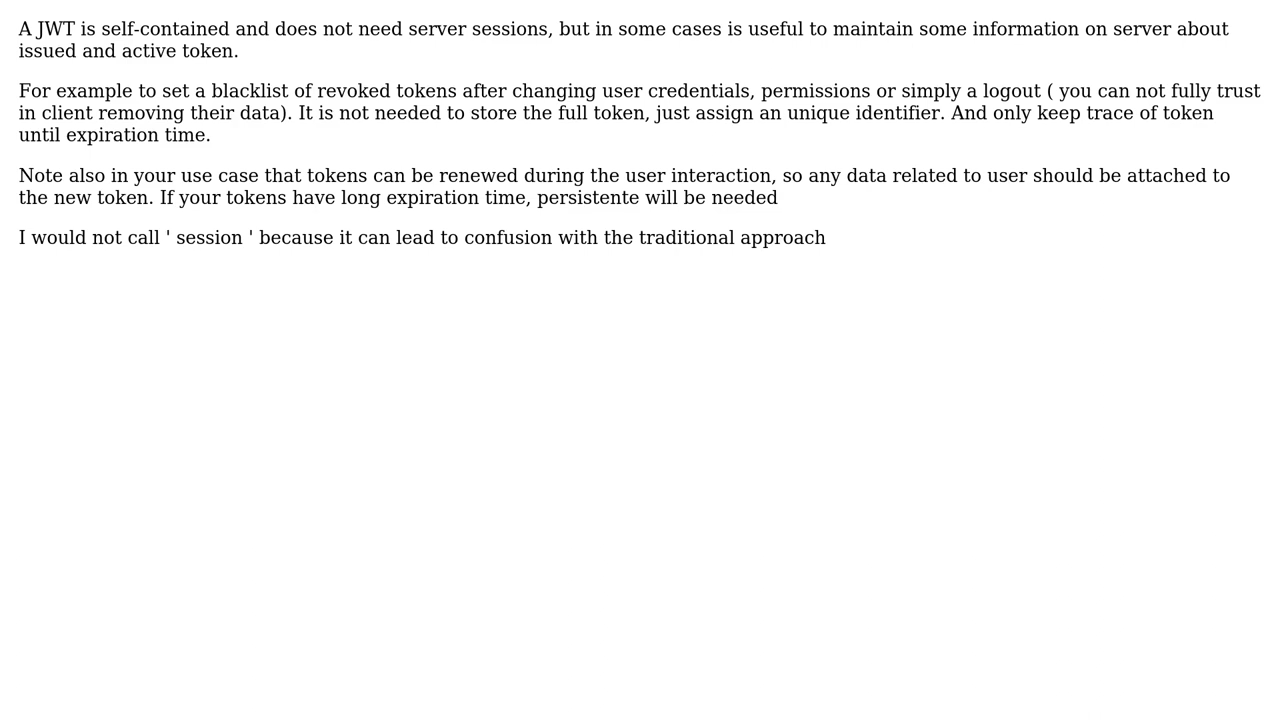 A JWT is self-contained and does not need server sessions, but in some cases is useful to maintain some information on server about
issued and active token.
For example to set a blacklist of revoked tokens after changing user credentials, permissions or simply a logout ( you can not fully trust
in client removing their data). It is not needed to store the full token, just assign an unique identifier. And only keep trace of token
until expiration time.
Note also in your use case that tokens can be renewed during the user interaction, so any data related to user should be attached to
the new token. If your tokens have long expiration time, persistente will be needed
I would not call ' session ' because it can lead to confusion with the traditional approach